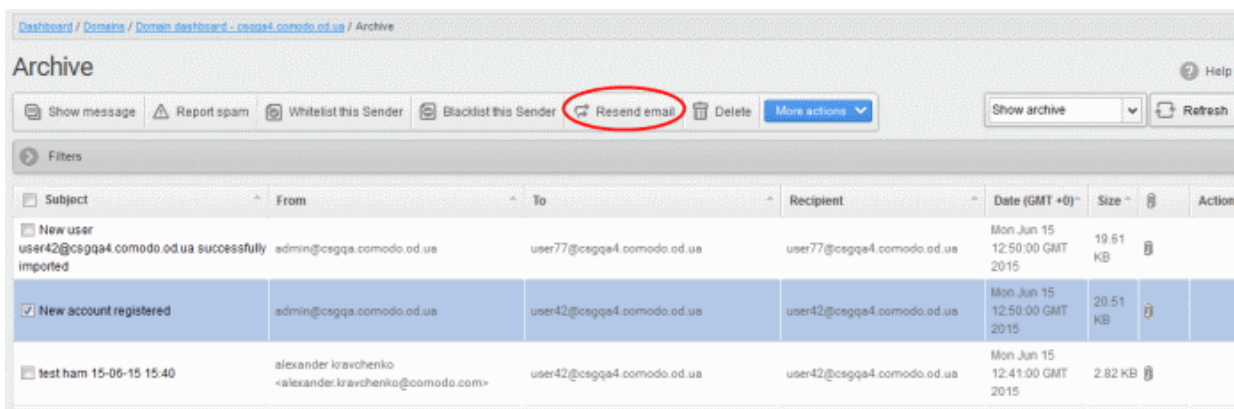 Dashboard / Domains / Domain dashboard - csgqa4.comodo.od.ua / Archive
Archive
Help
Show message Report spam Whitelist this Sender Blacklist this Sender Resend email Delete More actions Show archive Refresh
Filters
Subject From To Recipient Date (GMT +0) Size Action
New user
user42@csgqa4.comodo.od.ua successfully
imported
admin@csgqa.comodo.od.ua
user77@csgqa4.comodo.od.ua
user77@csgqa4.comodo.od.ua
Mon Jun 15
12:50:00 GMT
2015
19.61
KB
New account registered
admin@csgqa.comodo.od.ua
user42@csgqa4.comodo.od.ua
user42@csgqa4.comodo.od.ua
Mon Jun 15
12:50:00 GMT
2015
20.51
KB
test ham 15-06-15 15:40
alexander kravchenko
<alexander.kravchenko@comodo.com>
user42@csgqa4.comodo.od.ua
user42@csgqa4.comodo.od.ua
Mon Jun 15
12:41:00 GMT
2015
2.82 KB